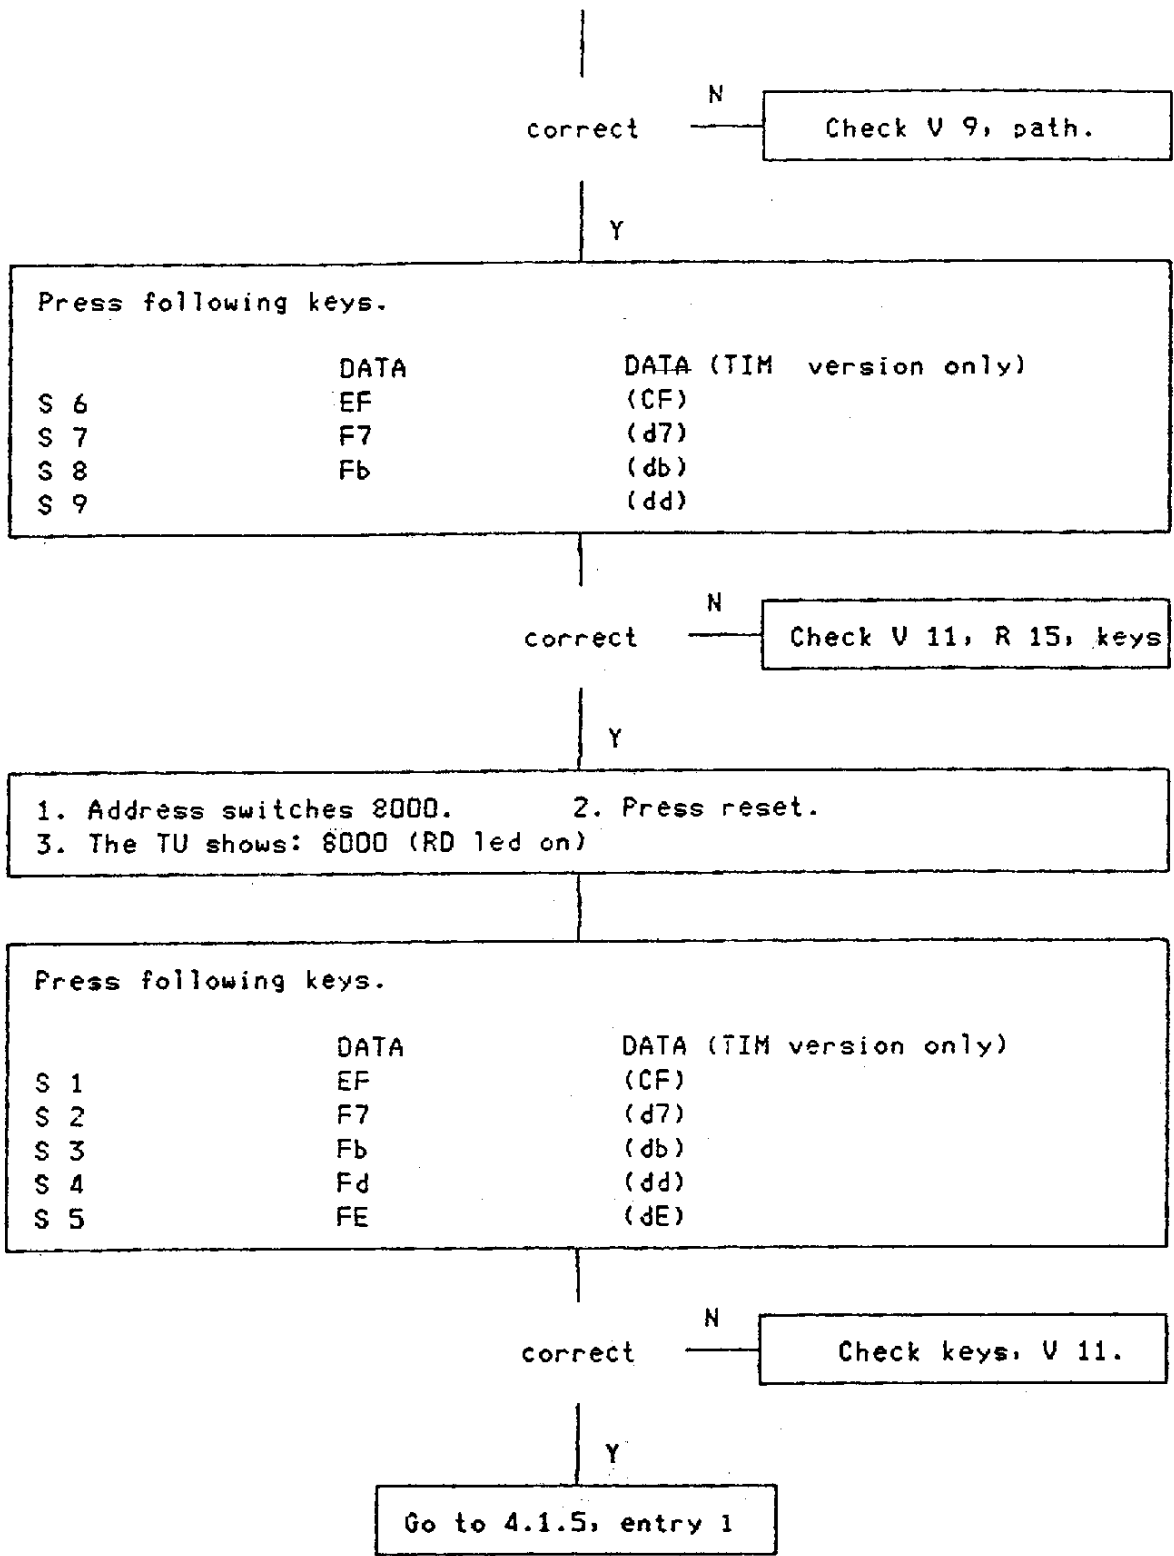 N
correct Check V 9, path.
Y
Press following keys.
DATA DATA (TIM version only)
S 6 EF (CF)
S 7 F7 (d7)
S 8 Fb (db)
S 9 (dd)
N
correct Check V 11, R 15, keys
Y
1. Address switches 8000. 2. Press reset.
3. The TU shows: 8000 (RD led on)
Press following keys.
DATA DATA (TIM version only)
S 1 EF (CF)
S 2 F7 (d7)
S 3 Fb (db)
S 4 Fd (dd)
S 5 FE (dE)
N
correct Check keys, V 11.
Y
Go to 4.1.5, entry 1